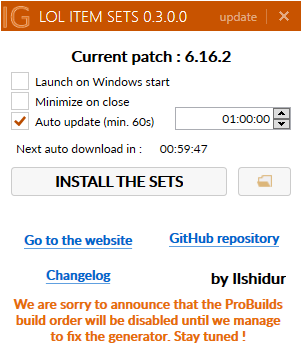 IG LOL ITEM SETS 0.3.0.0 update ×
Current patch : 6.16.2
Launch on Windows start
Minimize on close
Auto update (min. 60s) 01:00:00
Next auto download in : 00:59:47
INSTALL THE SETS
Go to the website GitHub repository
Changelog by Ilshidur
We are sorry to announce that the ProBuilds
build order will be disabled until we manage
to fix the generator. Stay tuned !